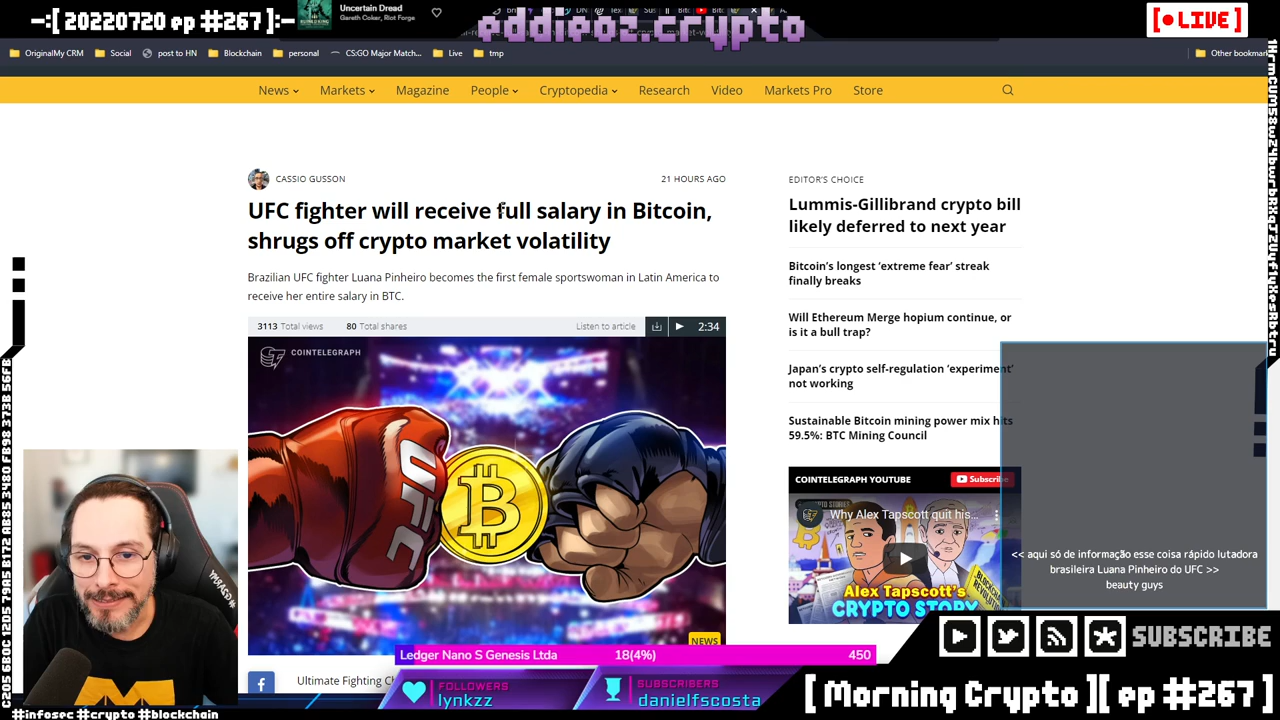 —:[ 20220720 ep #267 ]:—
Uncertain Dread
Gareth Coker, Riot Forge
eddieoz.crypto
[●LIVE]
OriginalMy CRM
Social
post to HN
Blockchain
personal
CS:GO Major Match...
Live
tmp
Other bookmar
News
Markets
Magazine
People
Cryptopedia
Research
Video
Markets Pro
Store
CASSIO GUSSON
21 HOURS AGO
UFC fighter will receive full salary in Bitcoin,
shrugs off crypto market volatility
Brazilian UFC fighter Luana Pinheiro becomes the first female sportswoman in Latin America to
receive her entire salary in BTC.
3113 Total views
80 Total shares
Listen to article
2:34
COINTELEGRAPH
UFC
NEWS
Ultimate Fighting Ch
EDITOR'S CHOICE
Lummis-Gillibrand crypto bill
likely deferred to next year
Bitcoin's longest 'extreme fear' streak
finally breaks
Will Ethereum Merge hopium continue, or
is it a bull trap?
Japan's crypto self-regulation 'experiment'
not working
Sustainable Bitcoin mining power mix hits
59.5%: BTC Mining Council
COINTELEGRAPH YOUTUBE
Subscribe
Why Alex Tapscott quit his...
Alex Tapscott's
CRYPTO STORY
<< aqui só de informação esse coisa rápido lutadora
brasileira Luana Pinheiro do UFC >>
beauty guys
Ledger Nano S Genesis Ltda
18(4%)
450
FOLLOWERS
lynkzz
SUBSCRIBERS
danielfscosta
SUBSCRIBE
[ Morning Crypto ][ ep #267 ]
#infosec #crypto #blockchain